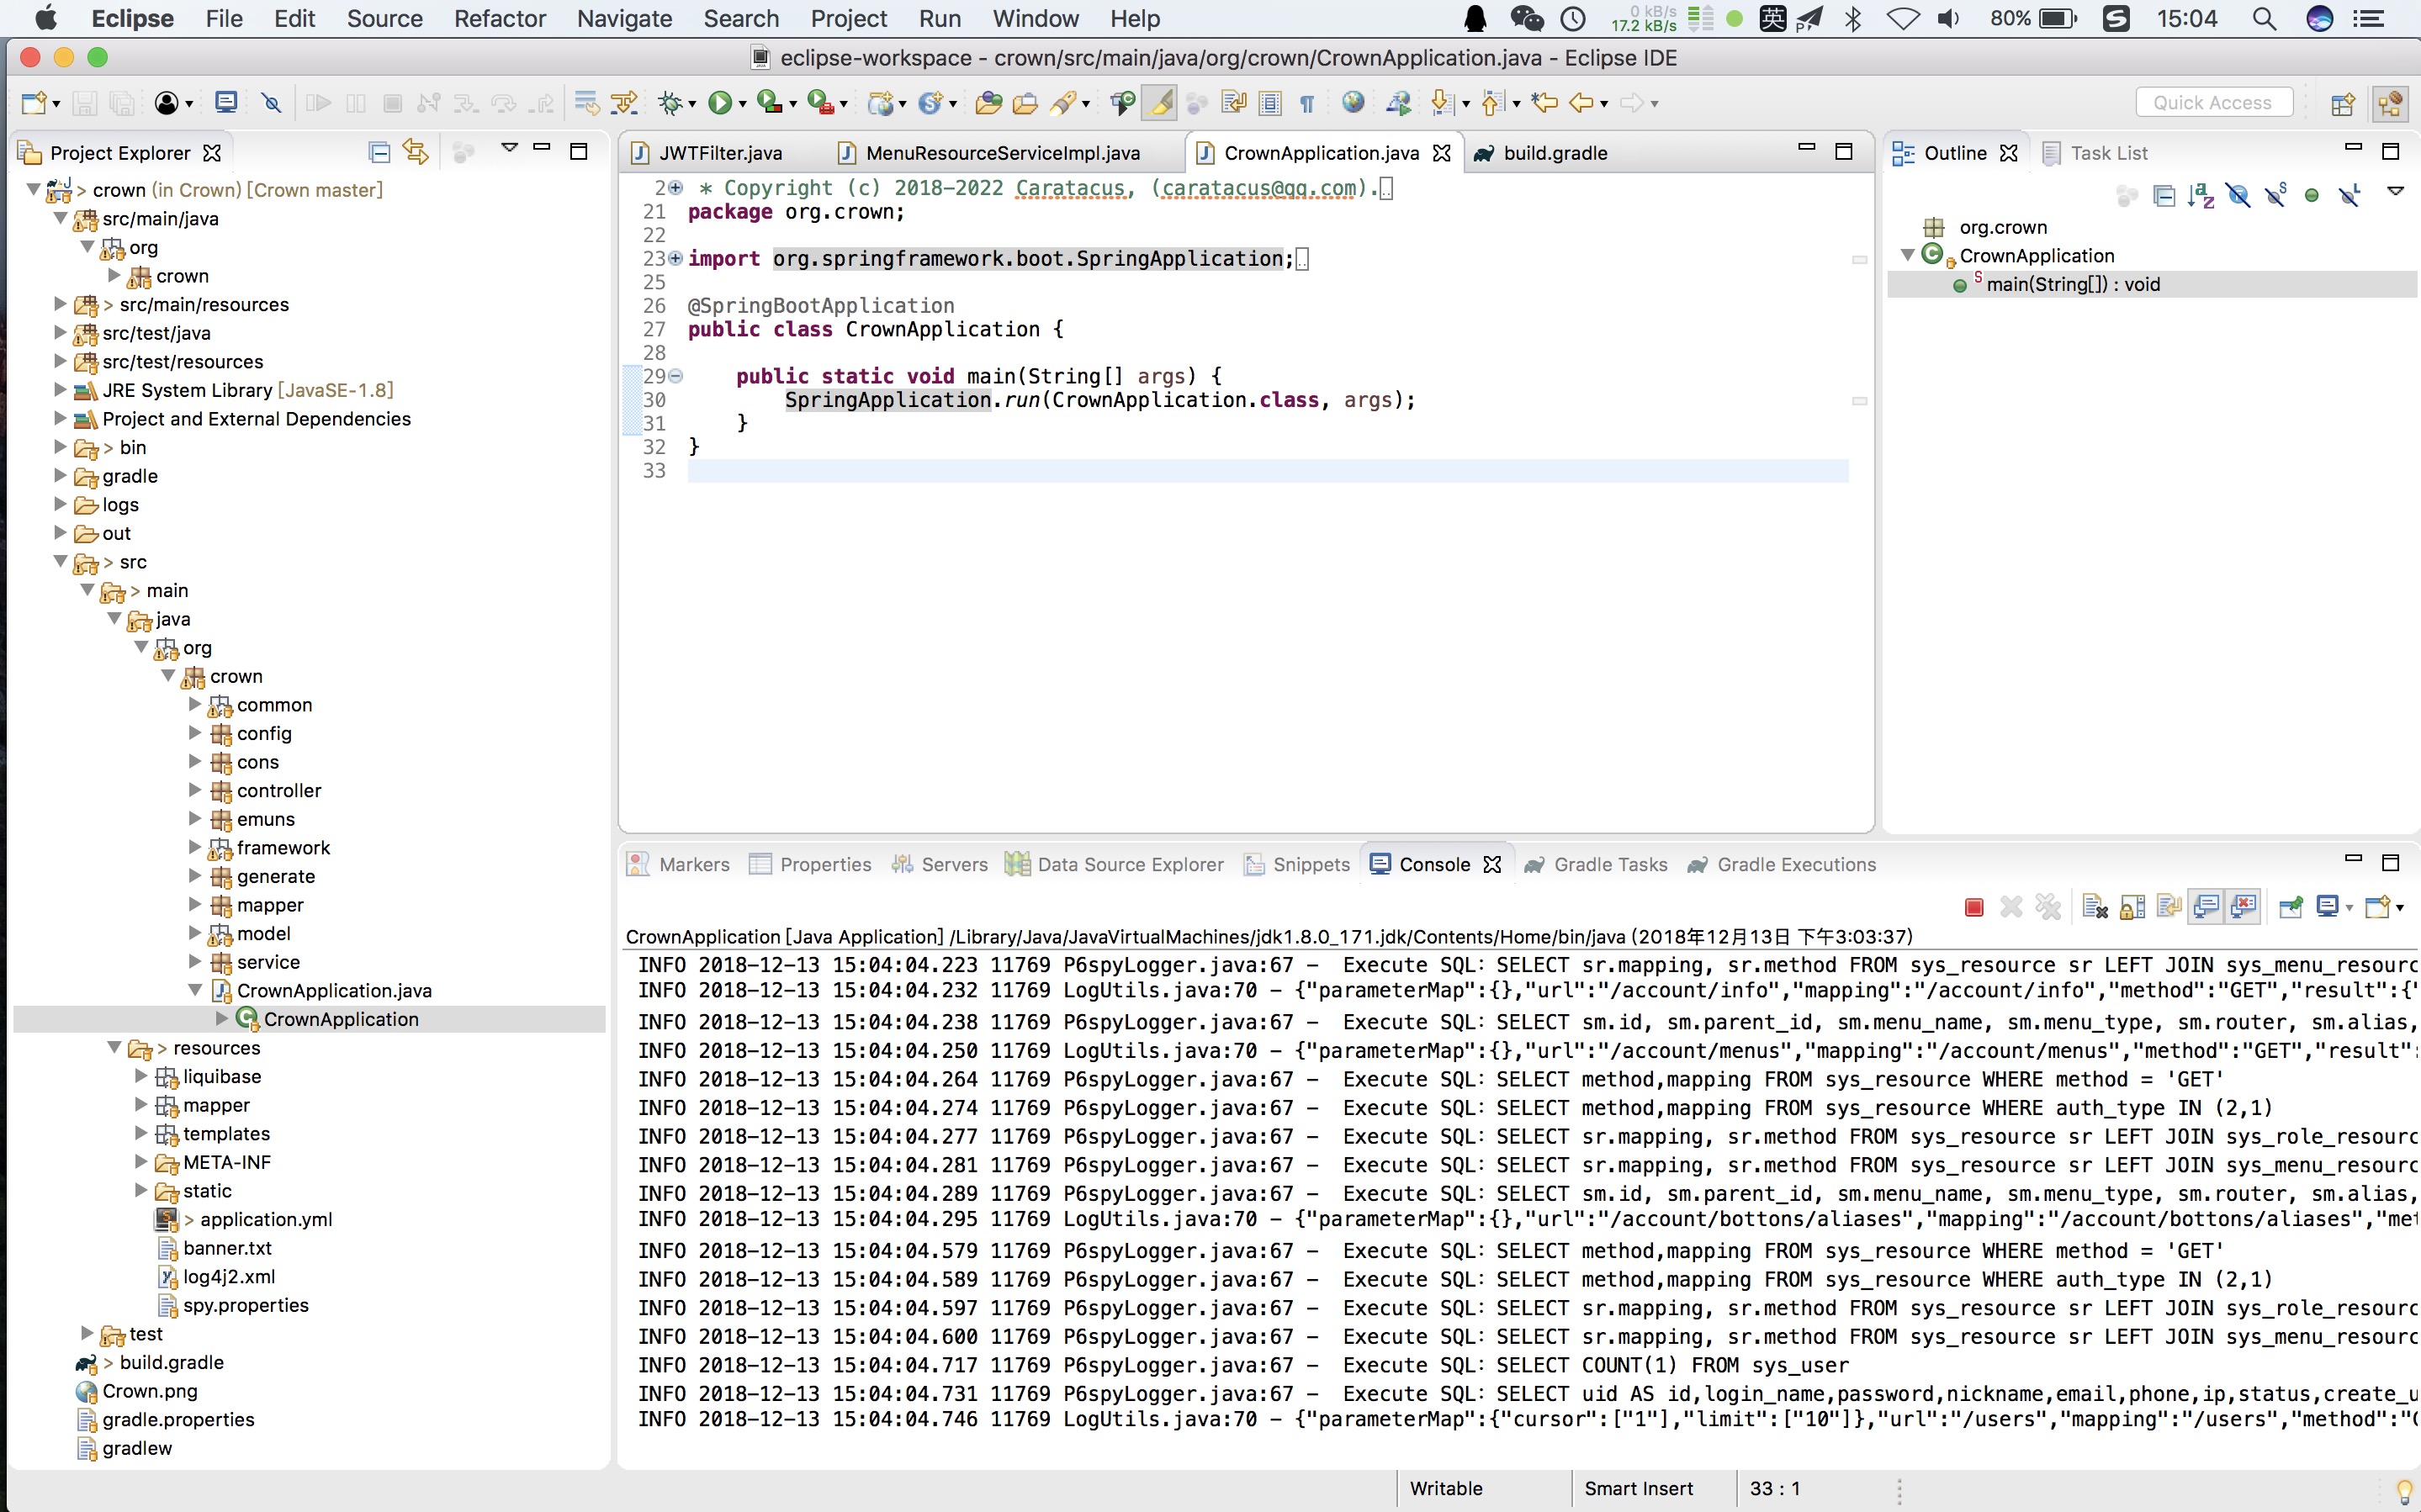 Eclipse File Edit Source Refactor Navigate Search Project Run Window Help 0 kB/s 17.2 kB/s 英 80% 15:04
eclipse-workspace - crown/src/main/java/org/crown/CrownApplication.java - Eclipse IDE
Quick Access
Project Explorer
> crown (in Crown) [Crown master]
src/main/java
org
crown
> src/main/resources
src/test/java
src/test/resources
JRE System Library [JavaSE-1.8]
Project and External Dependencies
> bin
gradle
logs
out
> src
> main
java
org
crown
common
config
cons
controller
emuns
framework
generate
mapper
model
service
CrownApplication.java
CrownApplication
> resources
liquibase
mapper
templates
META-INF
static
> application.yml
banner.txt
log4j2.xml
spy.properties
test
> build.gradle
Crown.png
gradle.properties
gradlew
JWTFilter.java MenuResourceServiceImpl.java CrownApplication.java build.gradle
2 * Copyright (c) 2018-2022 Caratacus, (caratacus@qq.com).
21 package org.crown;
22
23 import org.springframework.boot.SpringApplication;
25
26 @SpringBootApplication
27 public class CrownApplication {
28
29 public static void main(String[] args) {
30 SpringApplication.run(CrownApplication.class, args);
31 }
32 }
33
Outline Task List
org.crown
CrownApplication
main(String[]) : void
Markers Properties Servers Data Source Explorer Snippets Console Gradle Tasks Gradle Executions
CrownApplication [Java Application] /Library/Java/JavaVirtualMachines/jdk1.8.0_171.jdk/Contents/Home/bin/java (2018年12月13日 下午3:03:37)
INFO 2018-12-13 15:04:04.223 11769 P6spyLogger.java:67 - Execute SQL: SELECT sr.mapping, sr.method FROM sys_resource sr LEFT JOIN sys_menu_resourc
INFO 2018-12-13 15:04:04.232 11769 LogUtils.java:70 - {"parameterMap":{},"url":"/account/info","mapping":"/account/info","method":"GET","result":{"
INFO 2018-12-13 15:04:04.238 11769 P6spyLogger.java:67 - Execute SQL: SELECT sm.id, sm.parent_id, sm.menu_name, sm.menu_type, sm.router, sm.alias,
INFO 2018-12-13 15:04:04.250 11769 LogUtils.java:70 - {"parameterMap":{},"url":"/account/menus","mapping":"/account/menus","method":"GET","result":
INFO 2018-12-13 15:04:04.264 11769 P6spyLogger.java:67 - Execute SQL: SELECT method,mapping FROM sys_resource WHERE method = 'GET'
INFO 2018-12-13 15:04:04.274 11769 P6spyLogger.java:67 - Execute SQL: SELECT method,mapping FROM sys_resource WHERE auth_type IN (2,1)
INFO 2018-12-13 15:04:04.277 11769 P6spyLogger.java:67 - Execute SQL: SELECT sr.mapping, sr.method FROM sys_resource sr LEFT JOIN sys_role_resourc
INFO 2018-12-13 15:04:04.281 11769 P6spyLogger.java:67 - Execute SQL: SELECT sr.mapping, sr.method FROM sys_resource sr LEFT JOIN sys_menu_resourc
INFO 2018-12-13 15:04:04.289 11769 P6spyLogger.java:67 - Execute SQL: SELECT sm.id, sm.parent_id, sm.menu_name, sm.menu_type, sm.router, sm.alias,
INFO 2018-12-13 15:04:04.295 11769 LogUtils.java:70 - {"parameterMap":{},"url":"/account/bottons/aliases","mapping":"/account/bottons/aliases","met
INFO 2018-12-13 15:04:04.579 11769 P6spyLogger.java:67 - Execute SQL: SELECT method,mapping FROM sys_resource WHERE method = 'GET'
INFO 2018-12-13 15:04:04.589 11769 P6spyLogger.java:67 - Execute SQL: SELECT method,mapping FROM sys_resource WHERE auth_type IN (2,1)
INFO 2018-12-13 15:04:04.597 11769 P6spyLogger.java:67 - Execute SQL: SELECT sr.mapping, sr.method FROM sys_resource sr LEFT JOIN sys_role_resourc
INFO 2018-12-13 15:04:04.600 11769 P6spyLogger.java:67 - Execute SQL: SELECT sr.mapping, sr.method FROM sys_resource sr LEFT JOIN sys_menu_resourc
INFO 2018-12-13 15:04:04.717 11769 P6spyLogger.java:67 - Execute SQL: SELECT COUNT(1) FROM sys_user
INFO 2018-12-13 15:04:04.731 11769 P6spyLogger.java:67 - Execute SQL: SELECT uid AS id,login_name,password,nickname,email,phone,ip,status,create_u
INFO 2018-12-13 15:04:04.746 11769 LogUtils.java:70 - {"parameterMap":{"cursor":["1"],"limit":["10"]},"url":"/users","mapping":"/users","method":"G
Writable Smart Insert 33 : 1